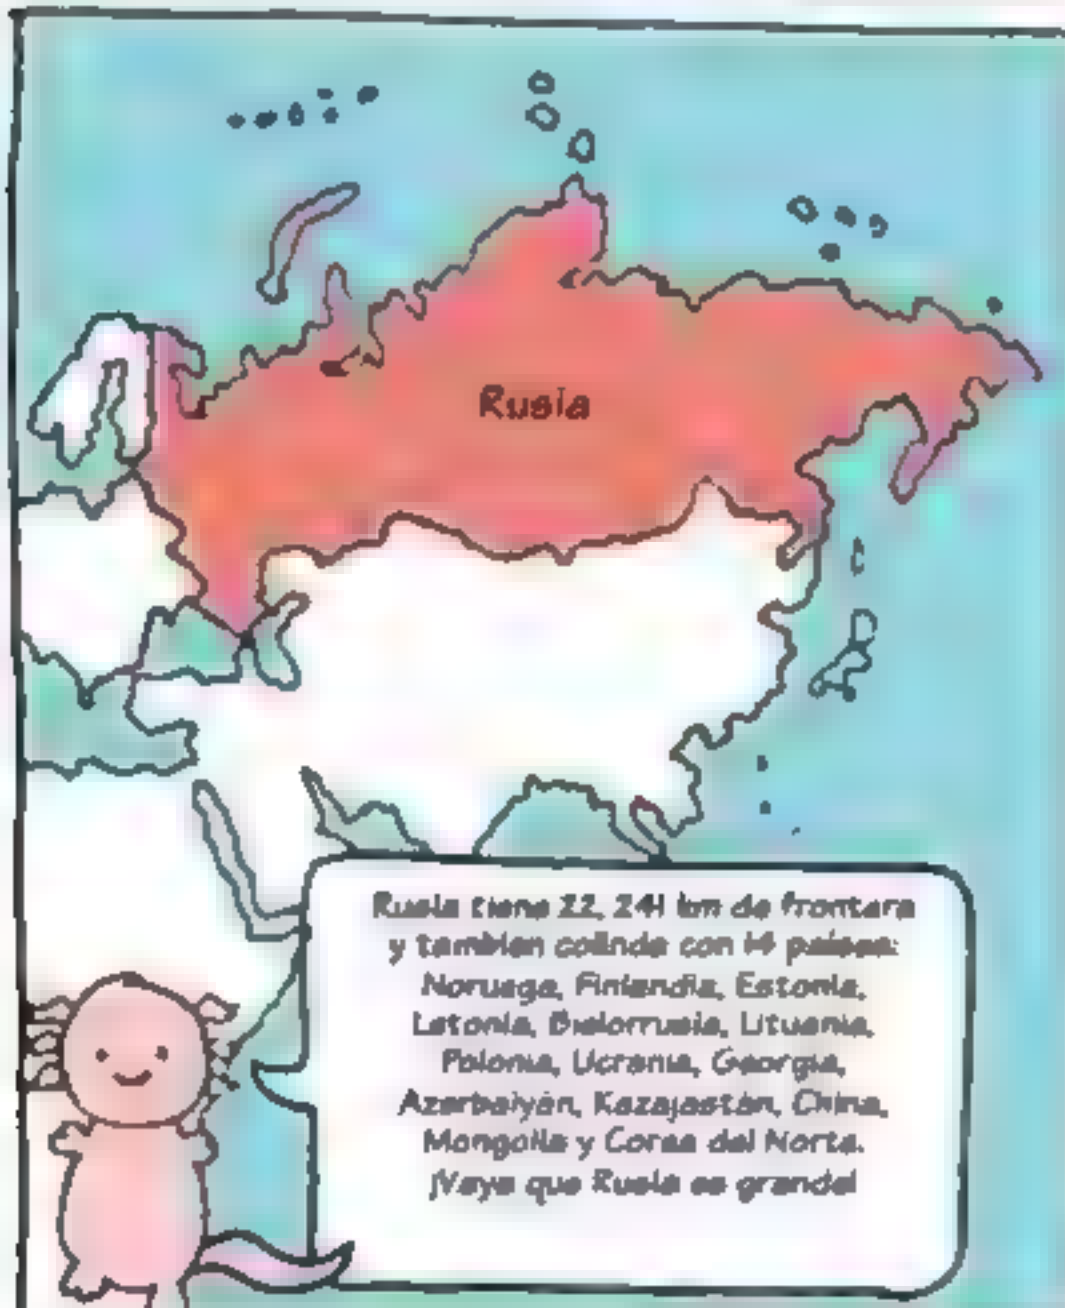 Rusia
Rusia tiene 22, 241 km de frontera
y tambien colinda con 14 países:
Noruega, Finlandia, Estonia,
Letonia, Bielorrusia, Lituania,
Polonia, Ucrania, Georgia,
Azerbaiyán, Kazajastán, China,
Mongolia y Corea del Norte.
¡Vaya que Rusia es grande!